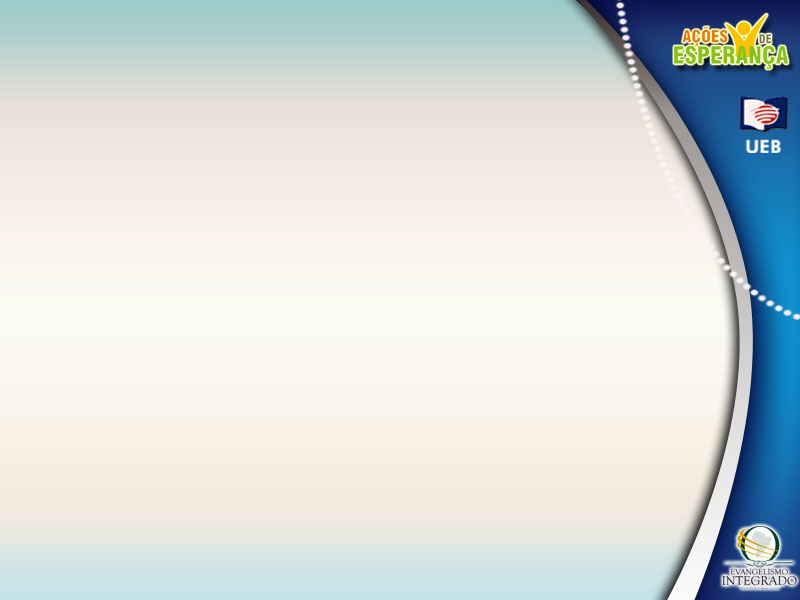 AÇÕES DE
ESPERANÇA
UEB
EVANGELISMO
INTEGRADO